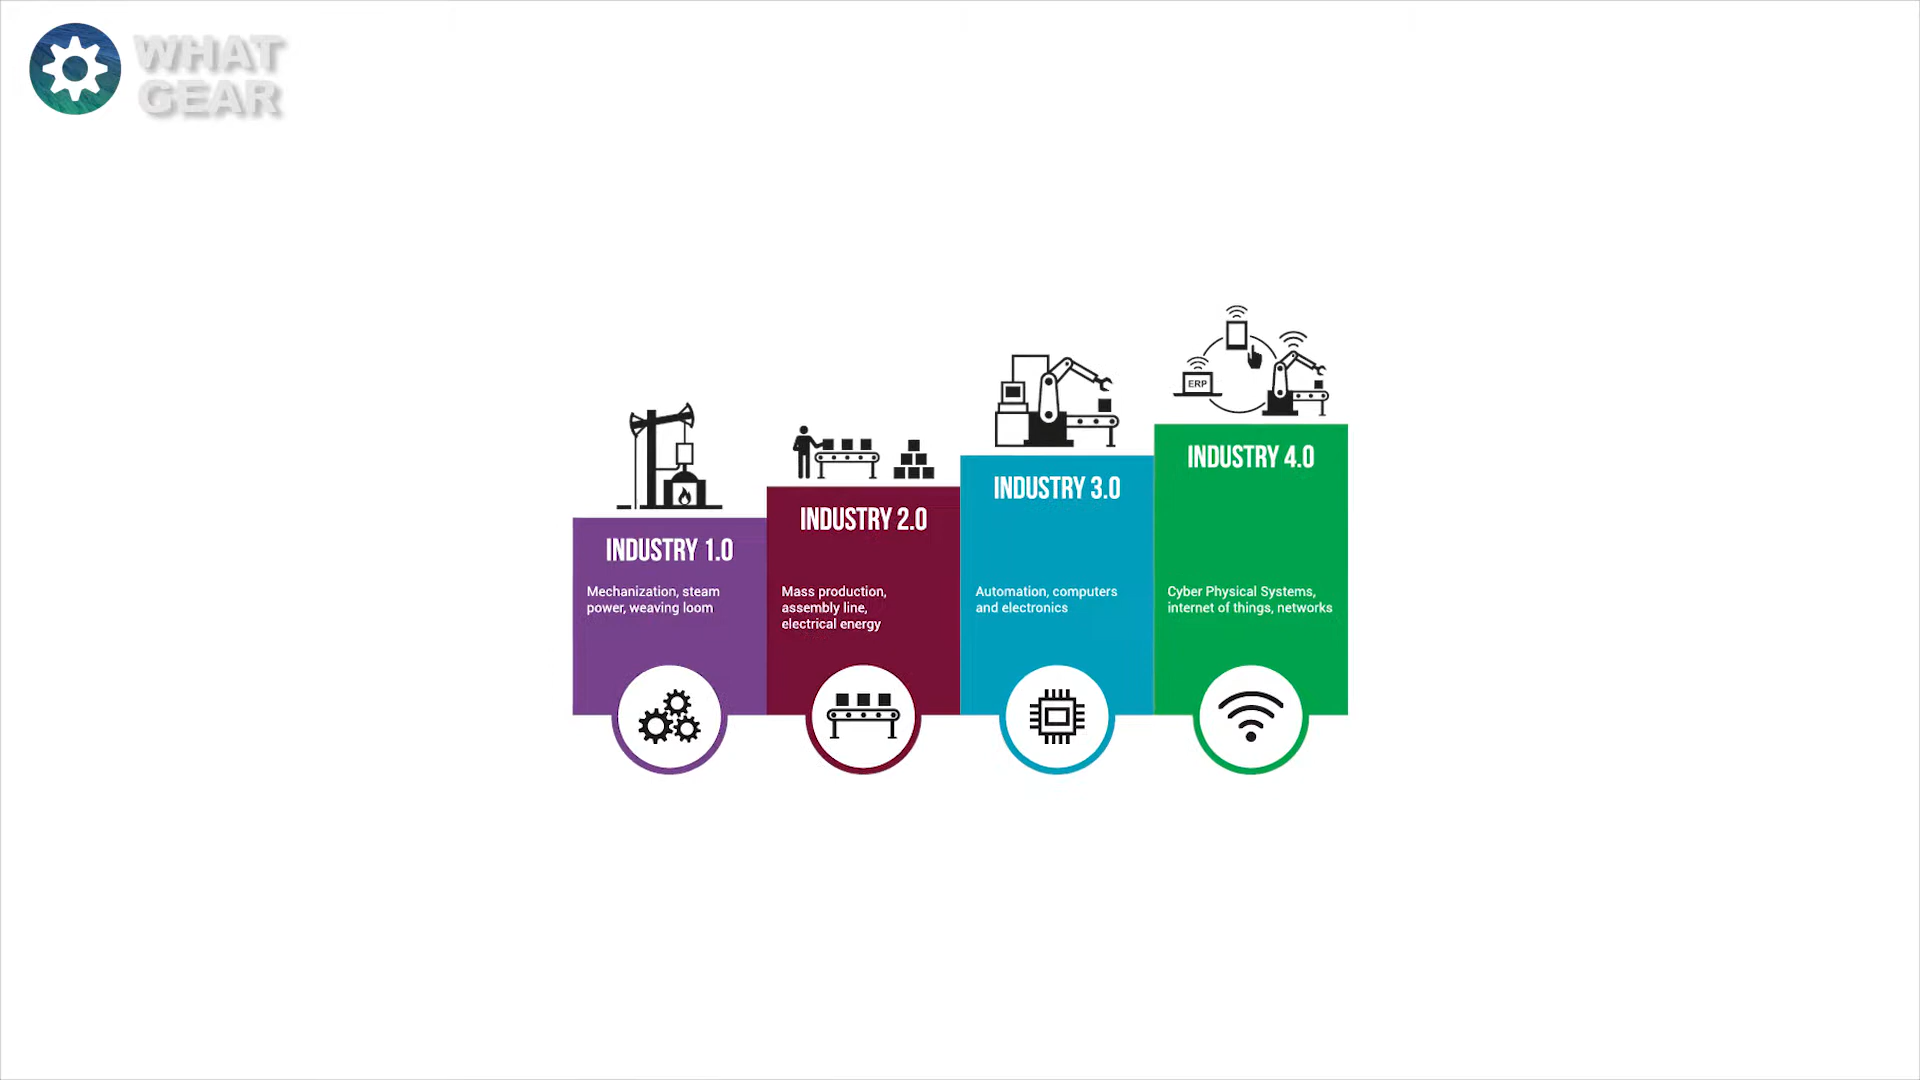 WHAT
GEAR
ERP
INDUSTRY 1.0
Mechanization, steam
power, weaving loom
INDUSTRY 2.0
Mass production,
assembly line,
electrical energy
INDUSTRY 3.0
Automation, computers
and electronics
INDUSTRY 4.0
Cyber Physical Systems,
internet of things, networks